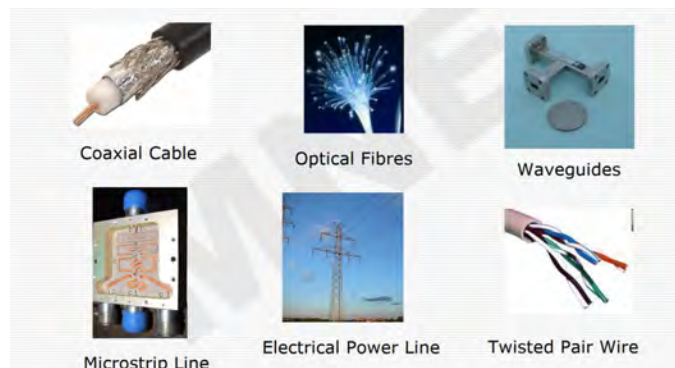 Coaxial Cable
Optical Fibres
Waveguides
Microstrip Line
Electrical Power Line
Twisted Pair Wire